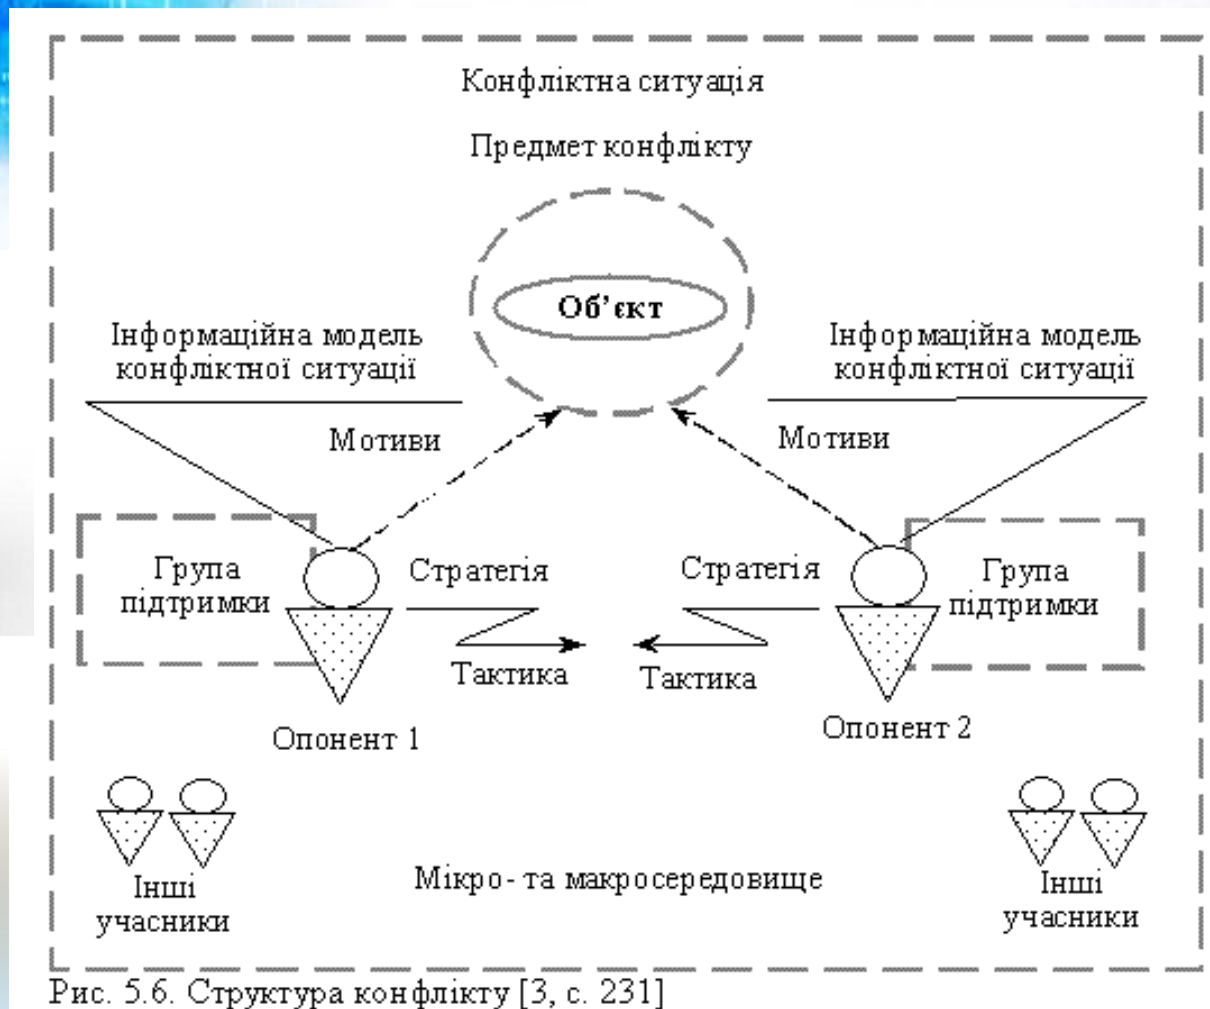 Конфліктна ситуація
Предмет конфлікту
Об’єкт
Інформаційна модель
конфліктної ситуації
Інформаційна модель
конфліктної ситуації
Мотиви
Мотиви
Група
підтримки
Стратегія
Стратегія
Група
підтримки
Тактика
Тактика
Опонент 1
Опонент 2
Інші
учасники
Мікро- та макросередовище
Інші
учасники
Рис. 5.6. Структура конфлікту [3, с. 231]